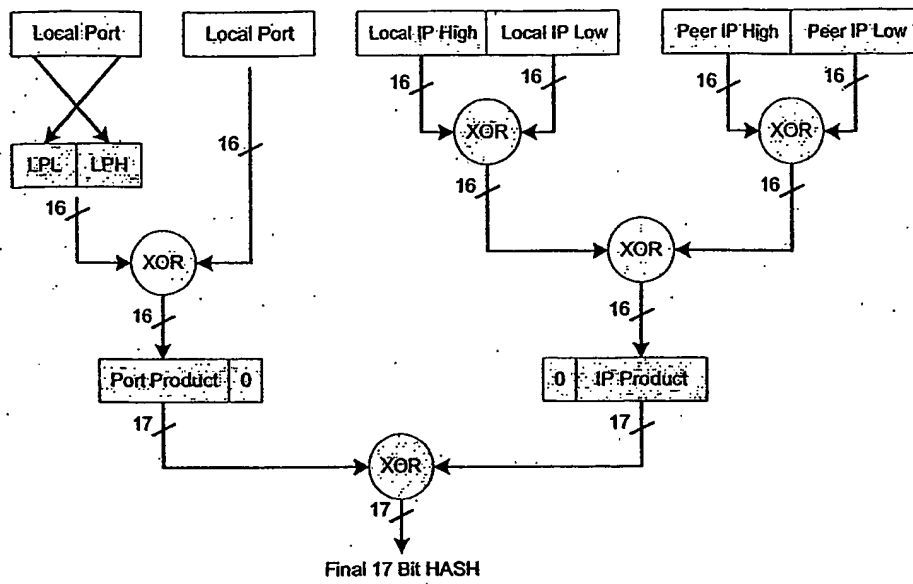 Local Port Local Port Local IP High Local IP Low Peer IP High Peer IP Low
16 16 16 16
XOR XOR
LPL LPH 16
16 16 16
XOR XOR
16 16
Port Product 0 0 IP Product
17 17
XOR
17
Final 17 Bit HASH